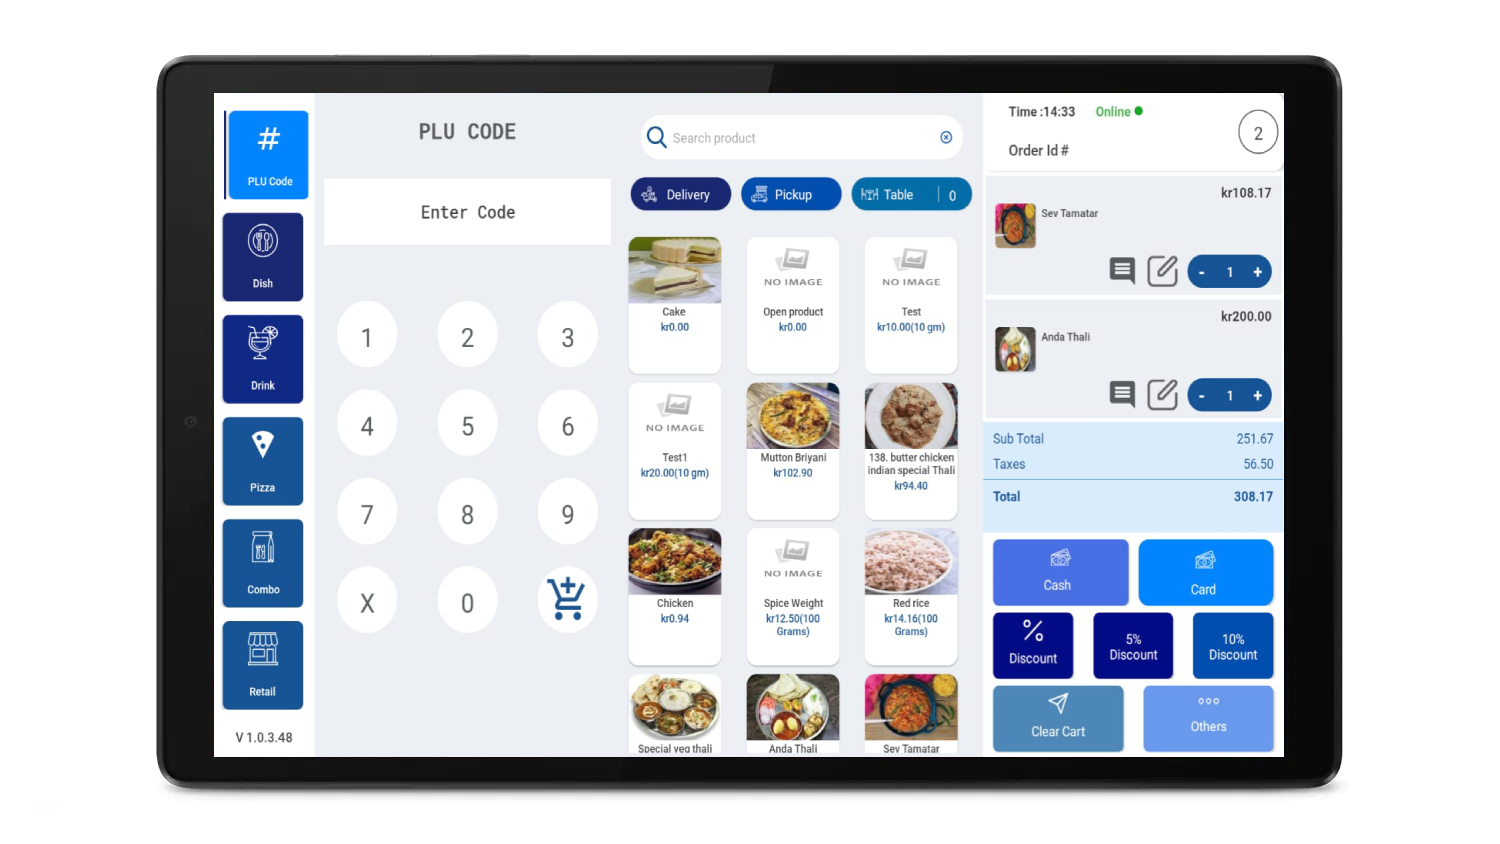 #
PLU Code
Dish
Drink
Pizza
Combo
Retail
V 1.0.3.48
PLU CODE
Enter Code
1 2 3
4 5 6
7 8 9
X 0
Search product
Delivery
Pickup
Table | 0
Cake
kr0.00
NO IMAGE
Open product
kr0.00
NO IMAGE
Test
kr10.00(10 gm)
NO IMAGE
Test1
kr20.00(10 gm)
Mutton Briyani
kr102.90
138. butter chicken
indian special Thali
kr94.40
Chicken
kr0.94
NO IMAGE
Spice Weight
kr12.50(100
Grams)
Red rice
kr14.16(100
Grams)
Special veg thali
Anda Thali
Sev Tamatar
Time :14:33 Online
Order Id #
2
kr108.17
Sev Tamatar
- 1 +
kr200.00
Anda Thali
- 1 +
Sub Total 251.67
Taxes 56.50
Total 308.17
Cash
Card
%
Discount
5%
Discount
10%
Discount
Clear Cart
Others